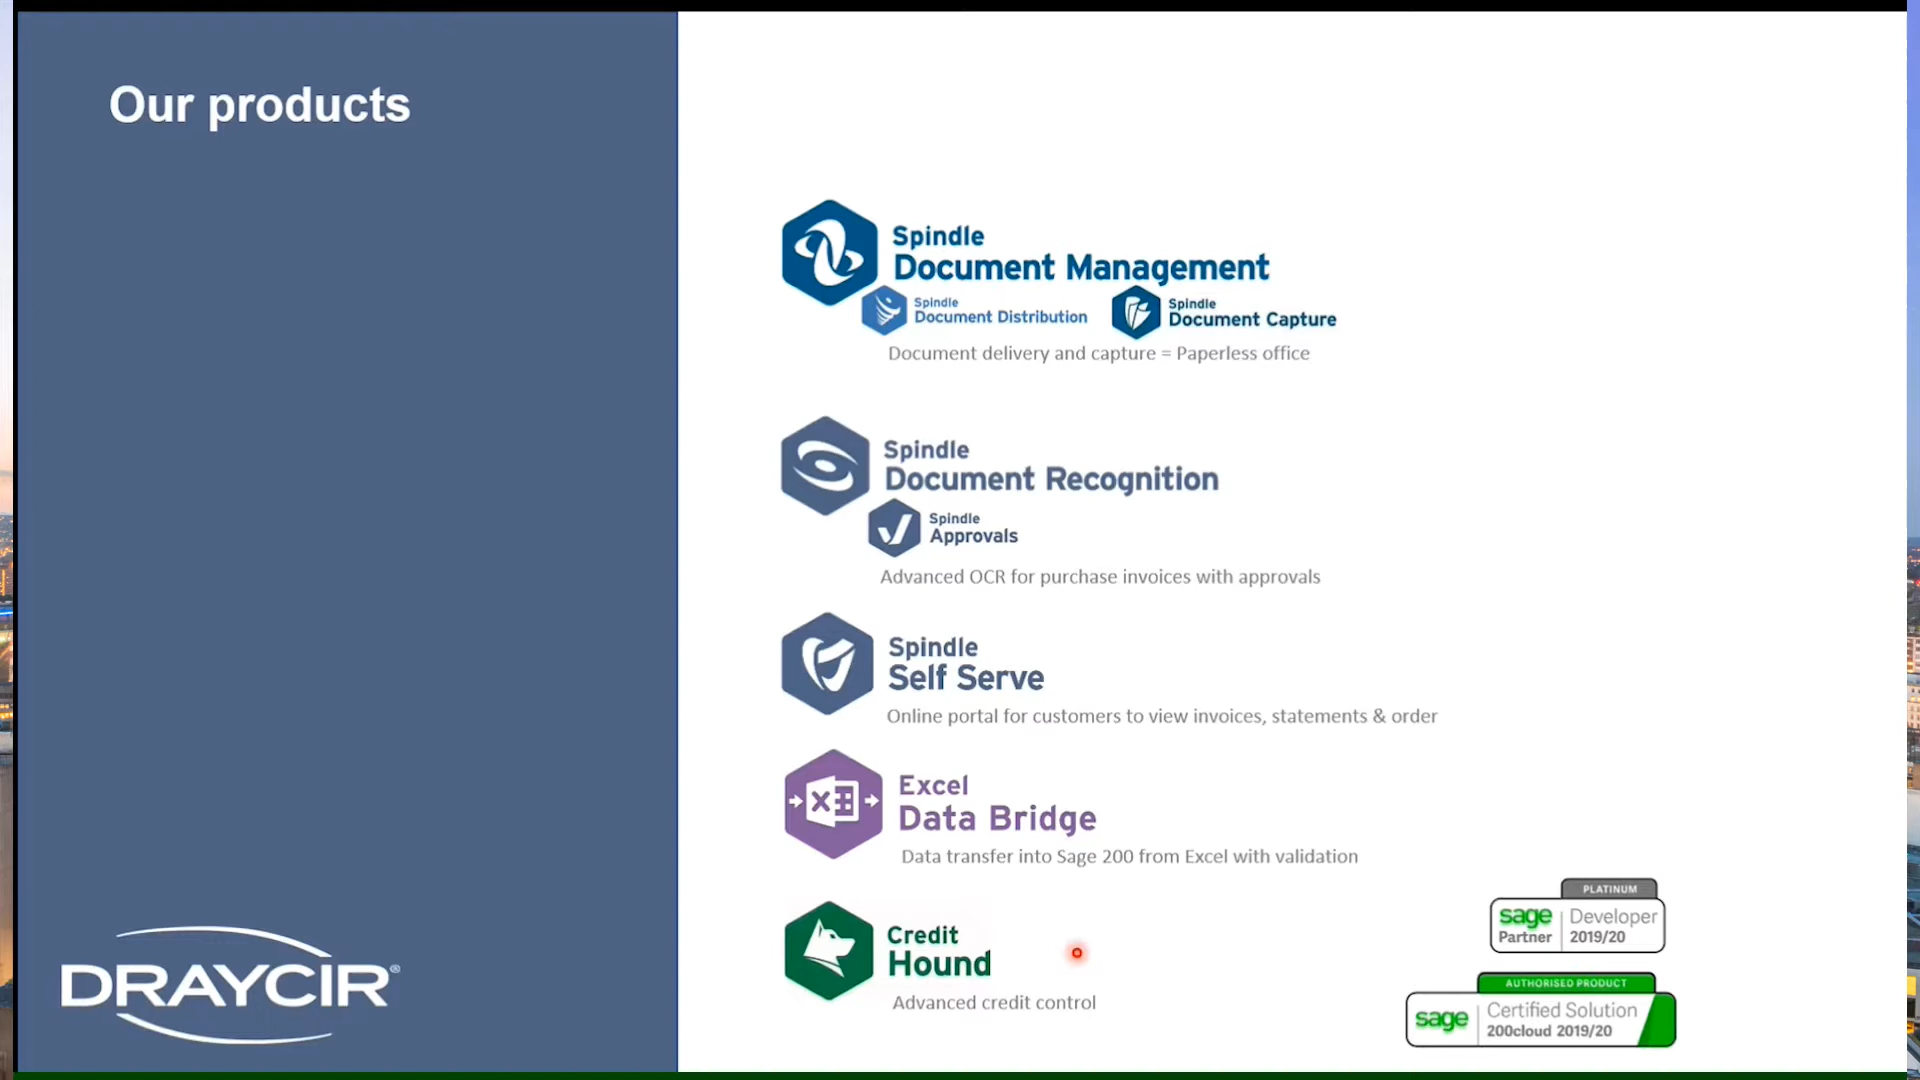 Our products
Spindle
Document Management
Spindle
Document Distribution
Spindle
Document Capture
Document delivery and capture = Paperless office
Spindle
Document Recognition
Spindle
Approvals
Advanced OCR for purchase invoices with approvals
Spindle
Self Serve
Online portal for customers to view invoices, statements & order
Excel
Data Bridge
Data transfer into Sage 200 from Excel with validation
Credit
Hound
Advanced credit control
PLATINUM
sage Developer
Partner 2019/20
AUTHORISED PRODUCT
sage Certified Solution
200cloud 2019/20
DRAYCIR®